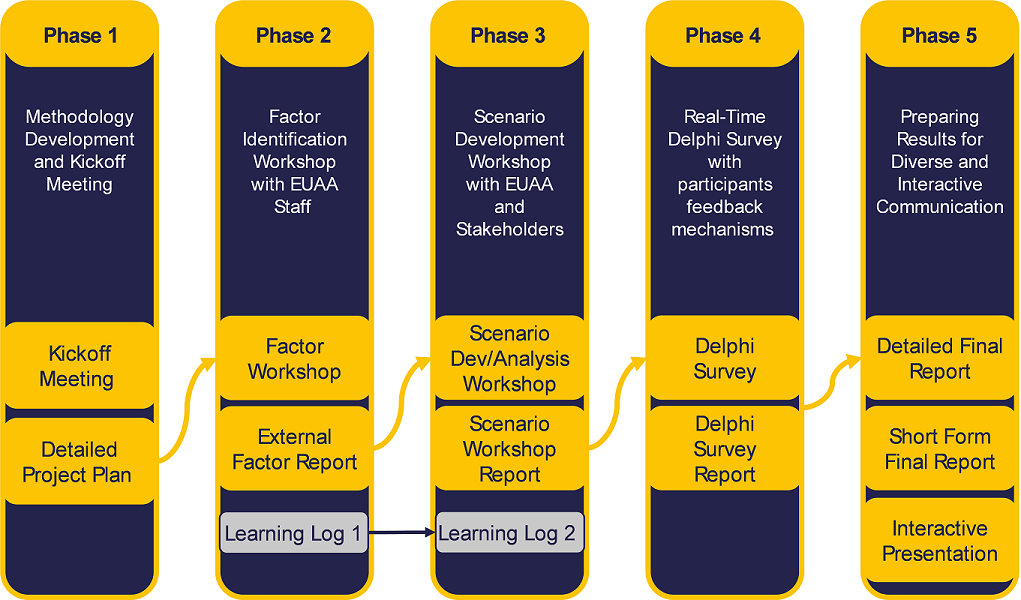 Phase 1
Methodology
Development
and Kickoff
Meeting
Kickoff
Meeting
Detailed
Project Plan
Phase 2
Factor
Identification
Workshop
with EUAA
Staff
Factor
Workshop
External
Factor Report
Learning Log 1
Phase 3
Scenario
Development
Workshop
with EUAA
and
Stakeholders
Scenario
Dev/Analysis
Workshop
Scenario
Workshop
Report
Learning Log 2
Phase 4
Real-Time
Delphi Survey
with
participants
feedback
mechanisms
Delphi
Survey
Delphi
Survey
Report
Phase 5
Preparing
Results for
Diverse and
Interactive
Communication
Detailed Final
Report
Short Form
Final Report
Interactive
Presentation